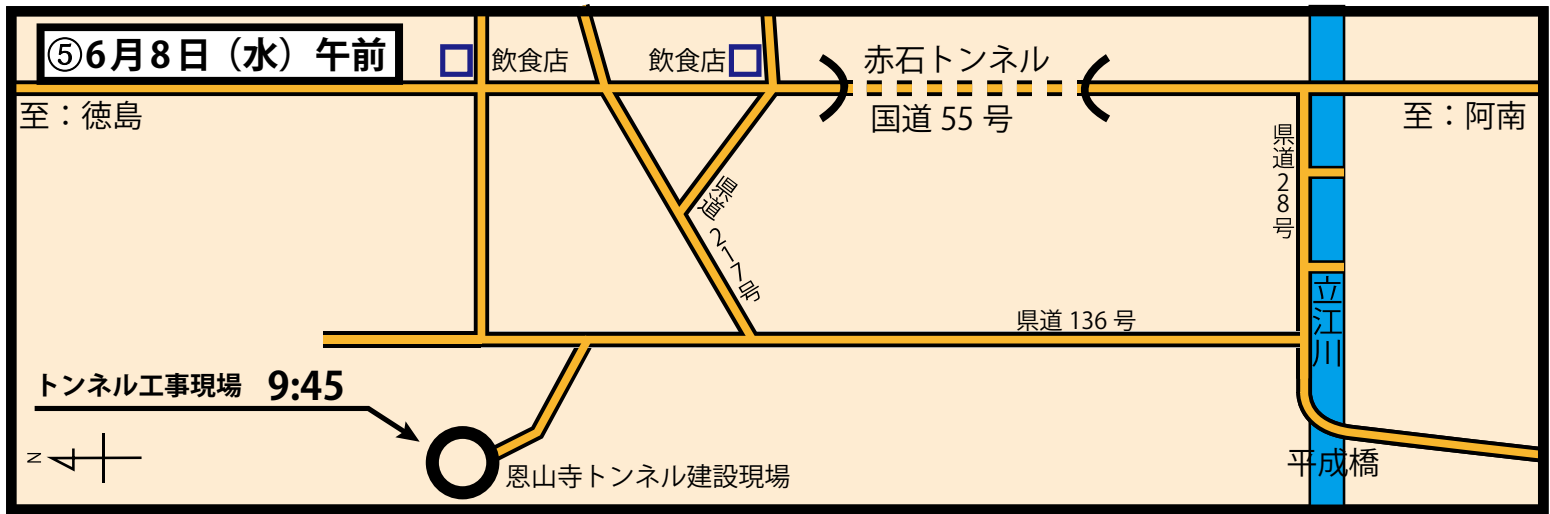 ⑤6月8日（水）午前
飲食店
飲食店
赤石トンネル
至：徳島
国道 55 号
至：阿南
県道28号
県道217号
県道 136 号
立江川
トンネル工事現場 9:45
N
恩山寺トンネル建設現場
平成橋